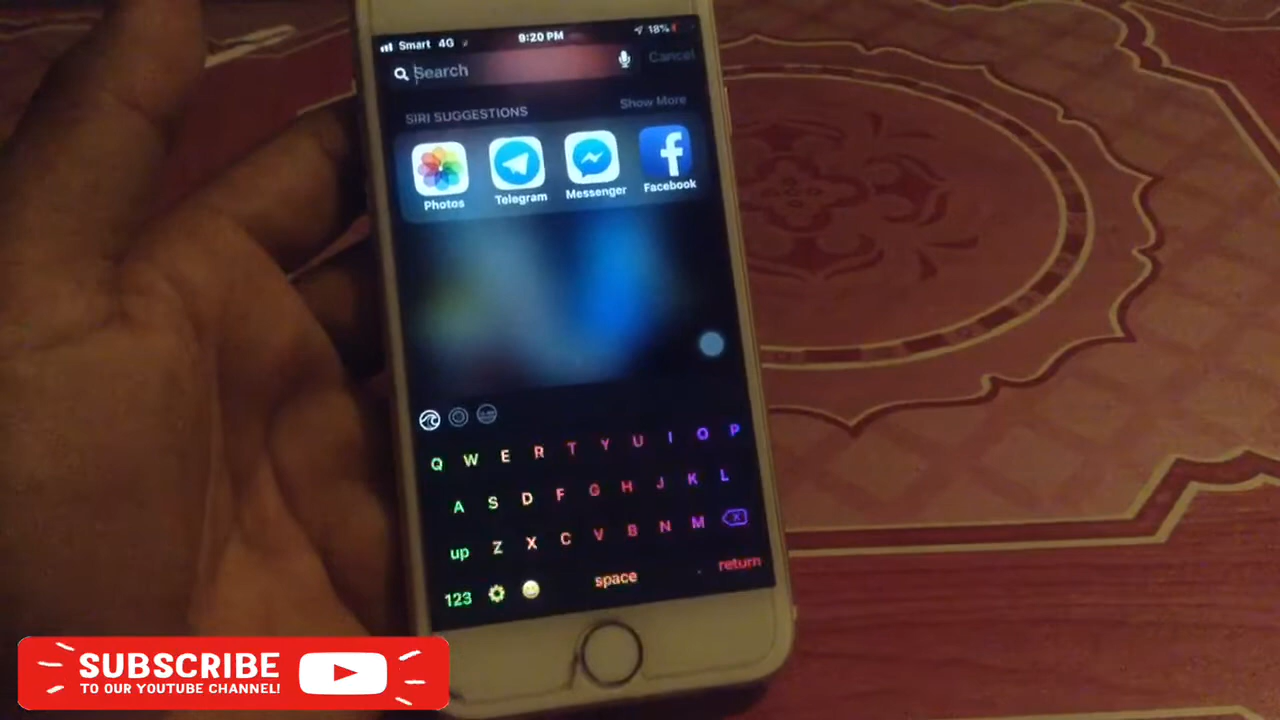 Smart 4G 9:20 PM 18%
Search Cancel
SIRI SUGGESTIONS Show More
Photos Telegram Messenger Facebook
Q W E R T Y U I O P
A S D F G H J K L
up Z X C V B N M
123 space . return
SUBSCRIBE
TO OUR YOUTUBE CHANNEL!